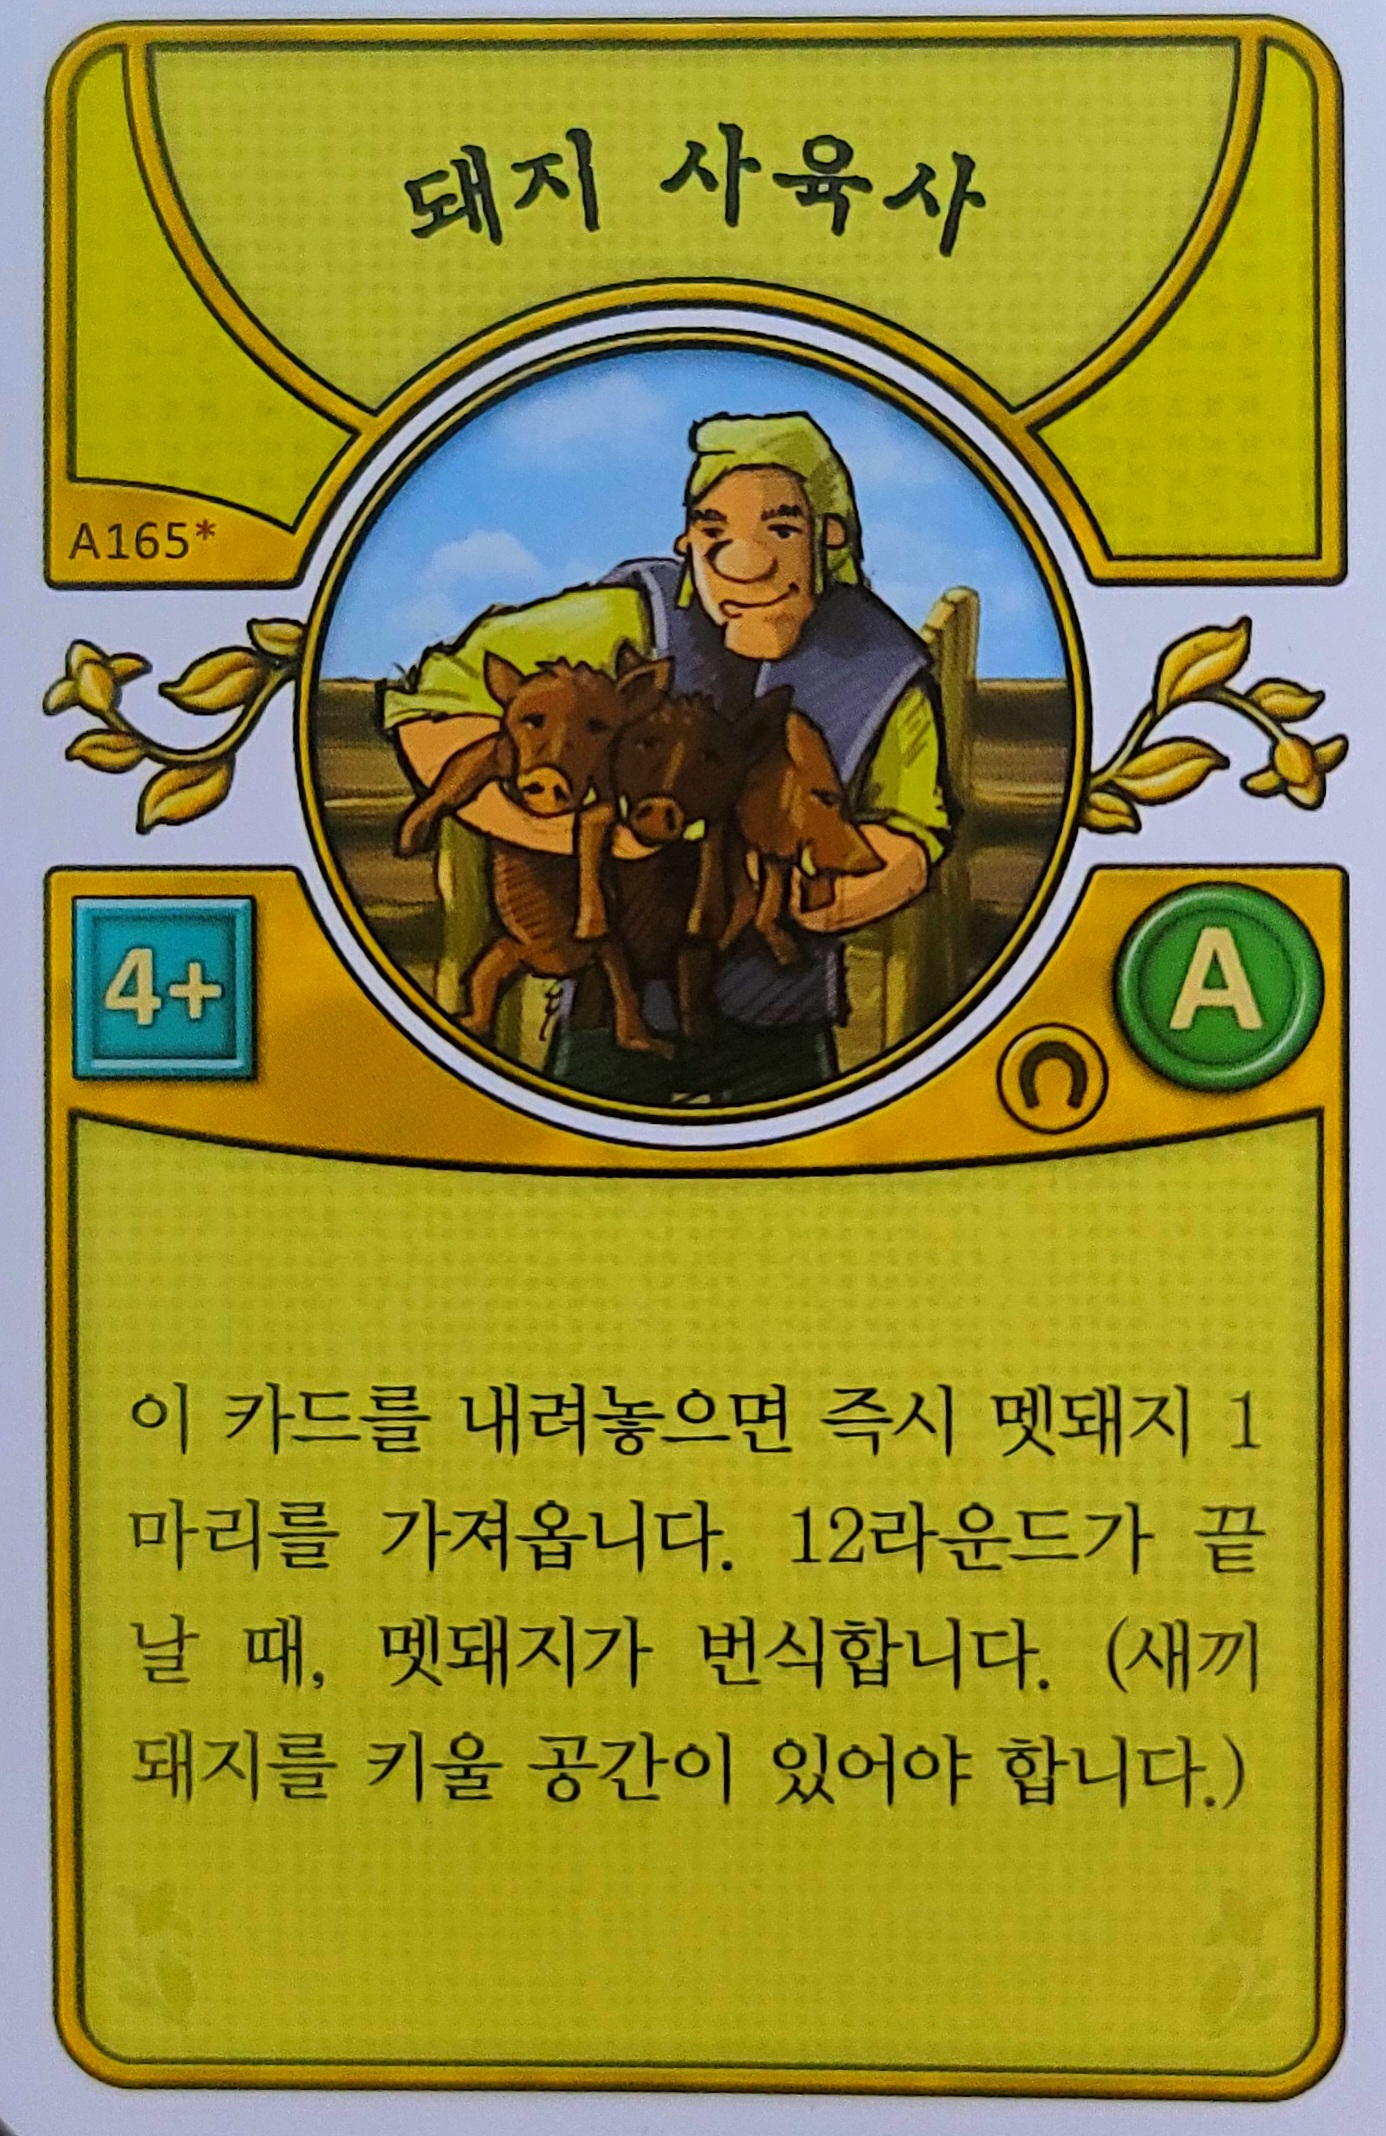 돼지 사육사
A165*
4+
A
이 카드를 내려놓으면 즉시 멧돼지 1
마리를 가져옵니다. 12라운드가 끝
날 때, 멧돼지가 번식합니다. (새끼
돼지를 키울 공간이 있어야 합니다.)